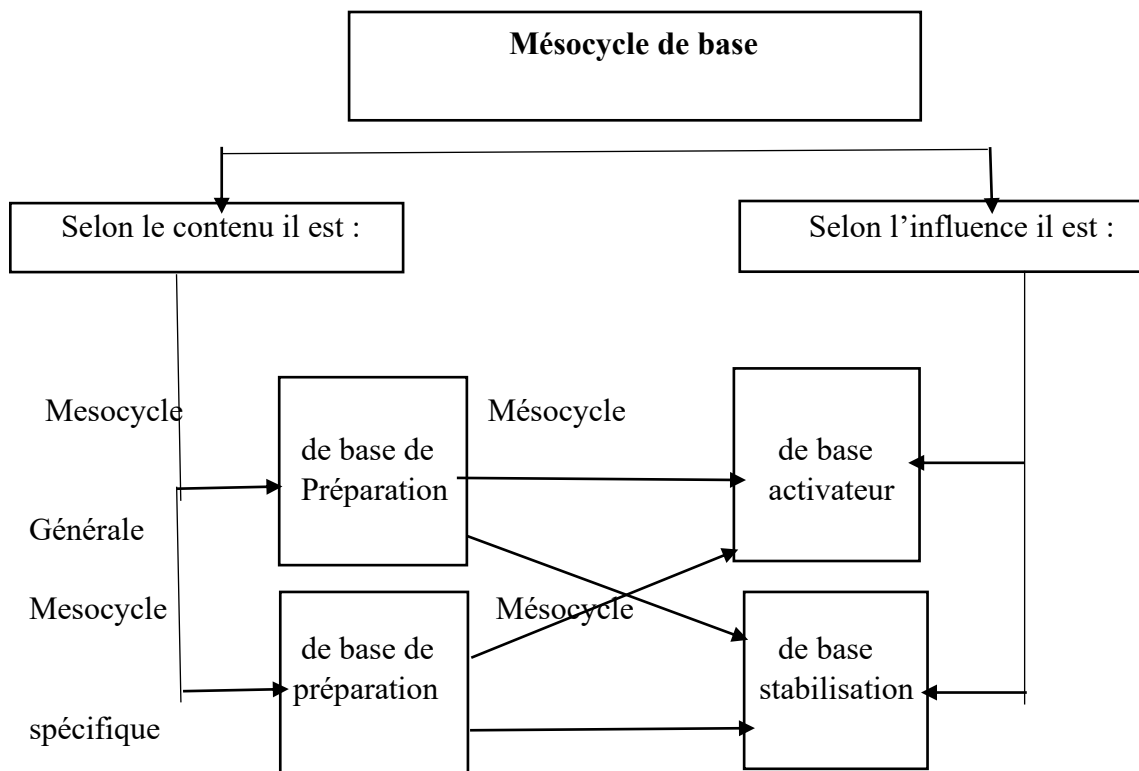 Mésocycle de base
Selon le contenu il est :
Selon l’influence il est :
Mesocycle
Mésocycle
de base de
Préparation
de base
activateur
Générale
Mesocycle
Mésocycle
de base de
préparation
de base
stabilisation
spécifique